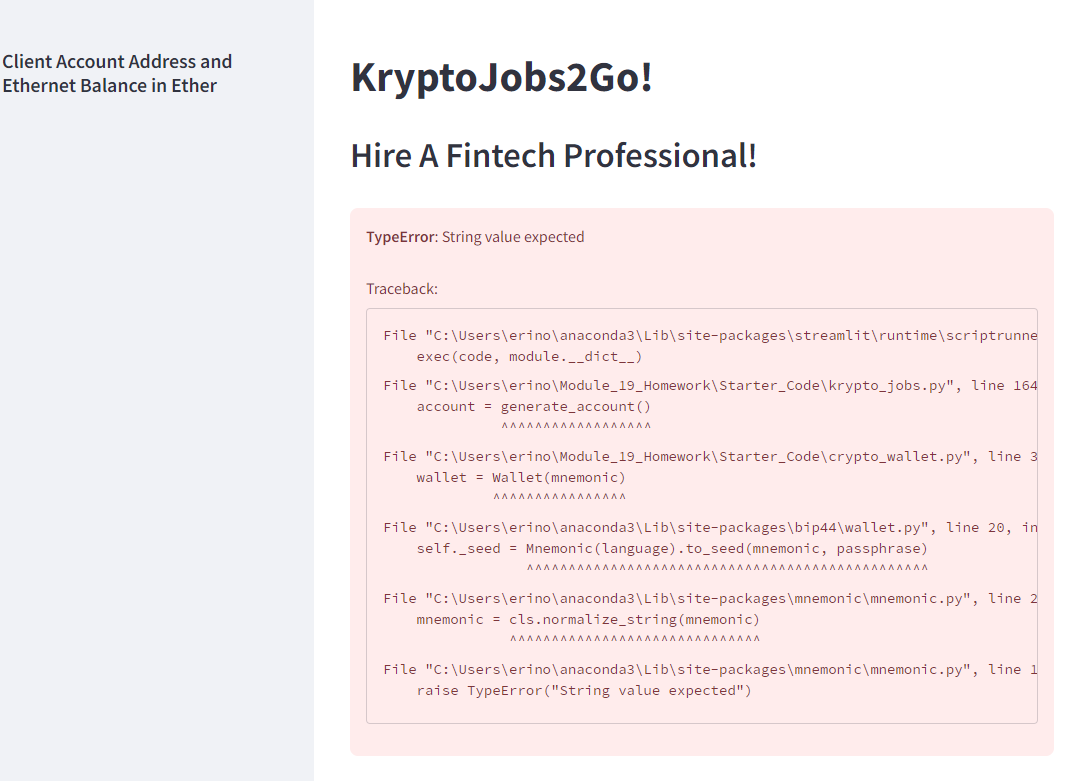 Client Account Address and
Ethernet Balance in Ether
KryptoJobs2Go!
Hire A Fintech Professional!
TypeError: String value expected
Traceback:
File "C:\Users\erino\anaconda3\Lib\site-packages\streamlit\runtime\scriptrunne
exec(code, module.__dict__)
File "C:\Users\erino\Module_19_Homework\Starter_Code\krypto_jobs.py", line 164
account = generate_account()
^^^^^^^^^^^^^^^^^^
File "C:\Users\erino\Module_19_Homework\Starter_Code\crypto_wallet.py", line 3
wallet = Wallet(mnemonic)
^^^^^^^^^^^^^^^^
File "C:\Users\erino\anaconda3\Lib\site-packages\bip44\wallet.py", line 20, in
self._seed = Mnemonic(language).to_seed(mnemonic, passphrase)
^^^^^^^^^^^^^^^^^^^^^^^^^^^^^^^^^^^^^^^^^^^^^^^^
File "C:\Users\erino\anaconda3\Lib\site-packages\mnemonic\mnemonic.py", line 2
mnemonic = cls.normalize_string(mnemonic)
^^^^^^^^^^^^^^^^^^^^^^^^^^^^^^
File "C:\Users\erino\anaconda3\Lib\site-packages\mnemonic\mnemonic.py", line 1
raise TypeError("String value expected")